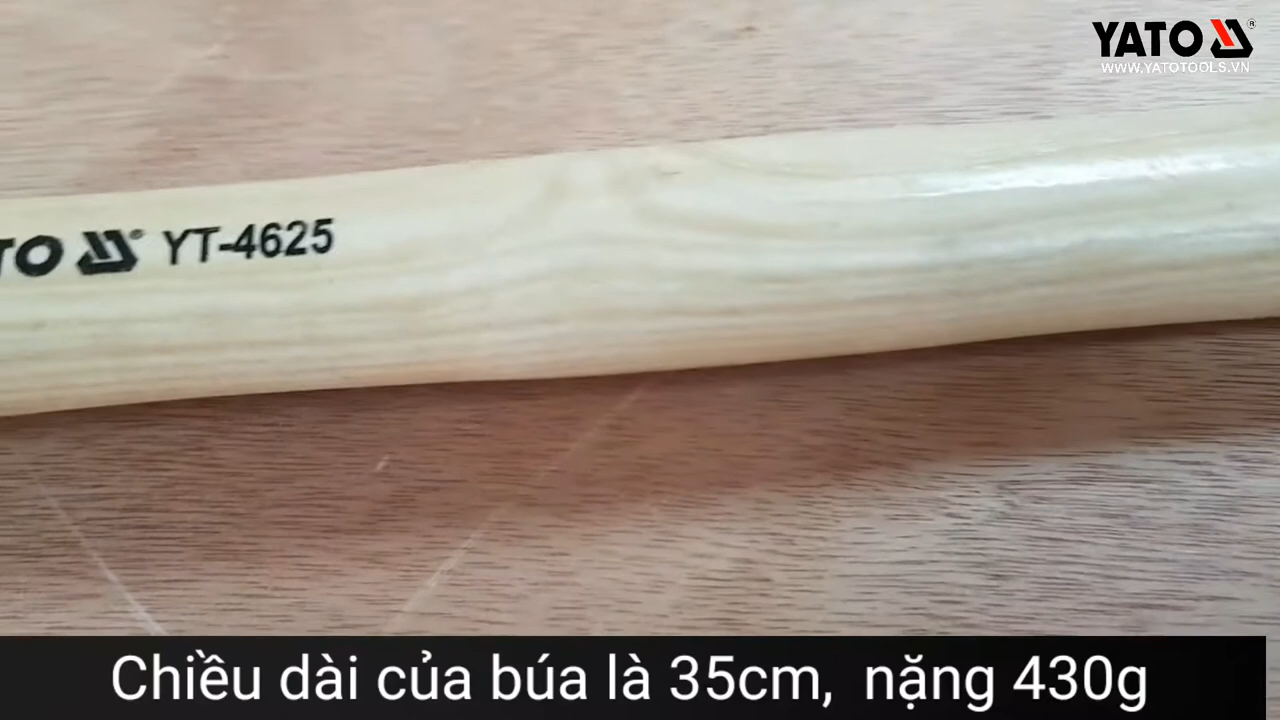 YATO
WWW.YATOTOOLS.VN
TO YT-4625
Chiều dài của búa là 35cm, nặng 430g